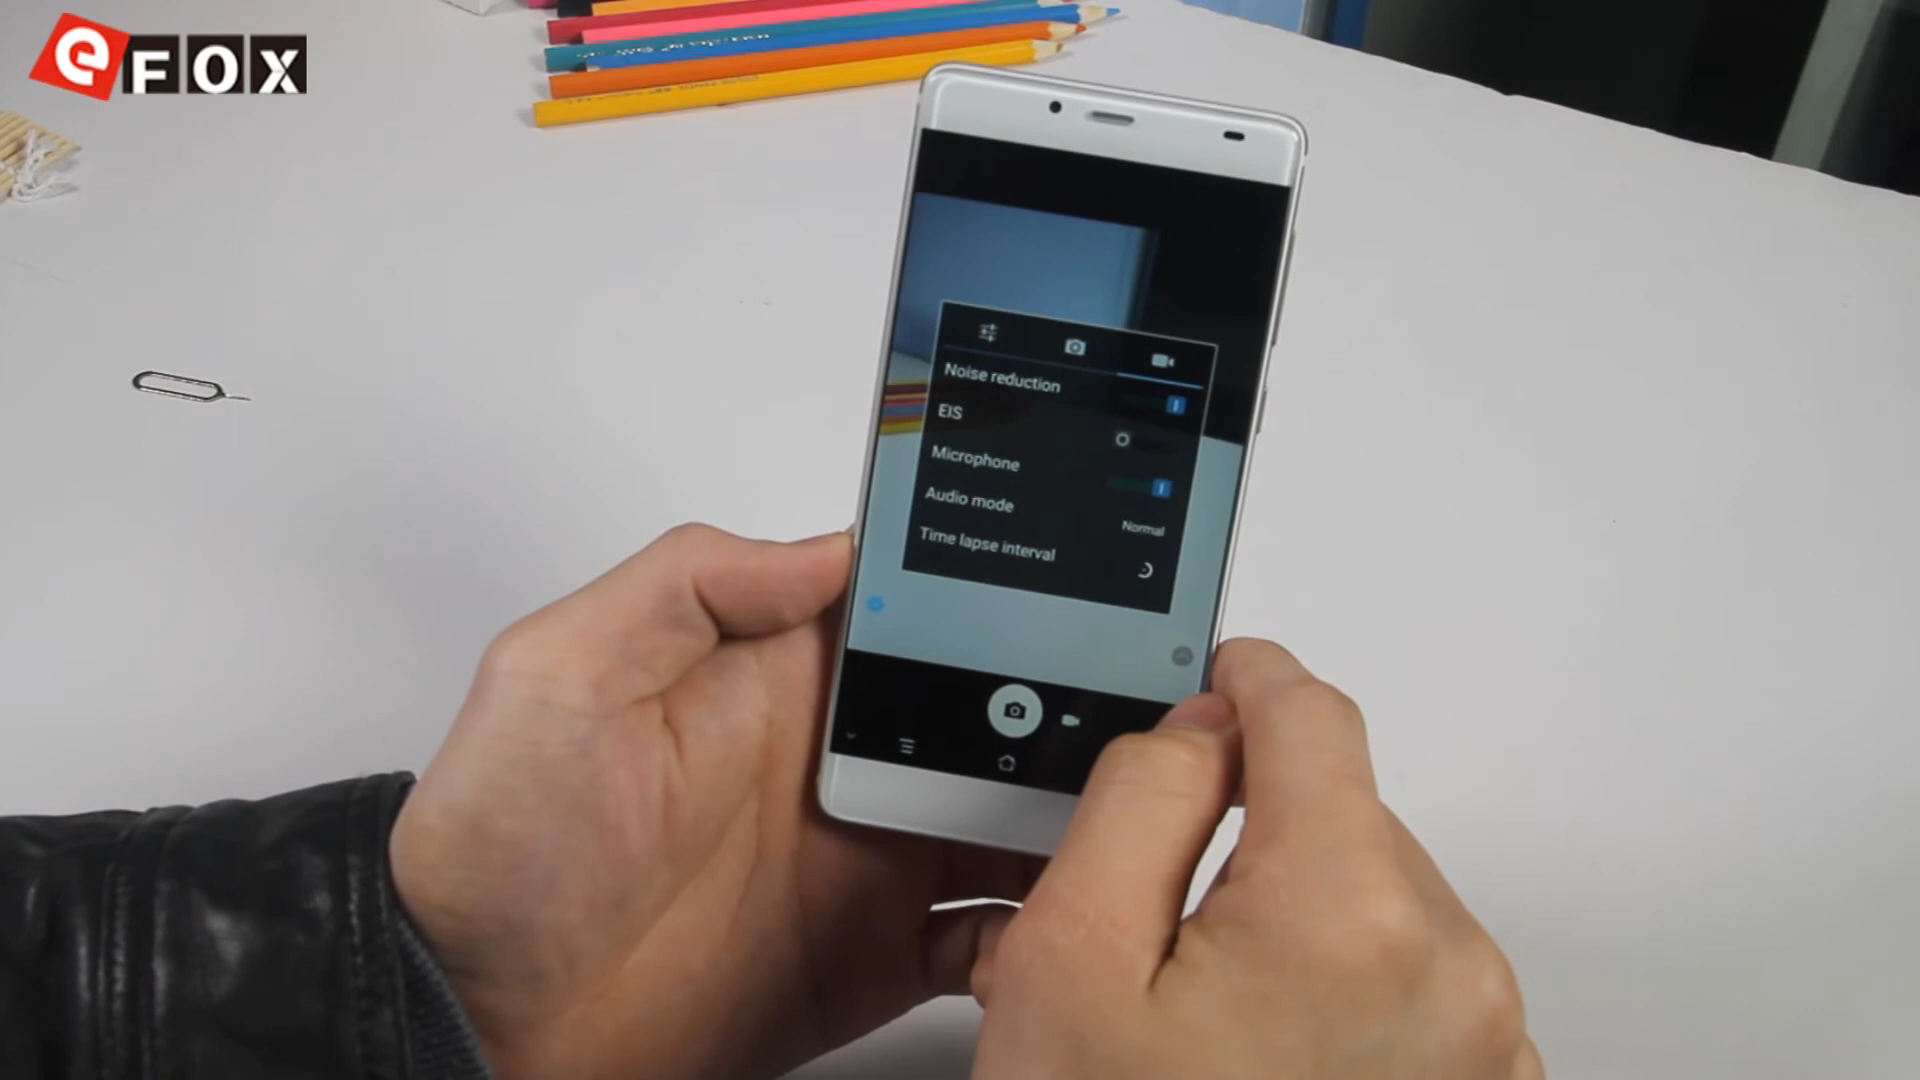 eFOX
Noise reduction
EIS
Microphone
Audio mode
Normal
Time lapse interval